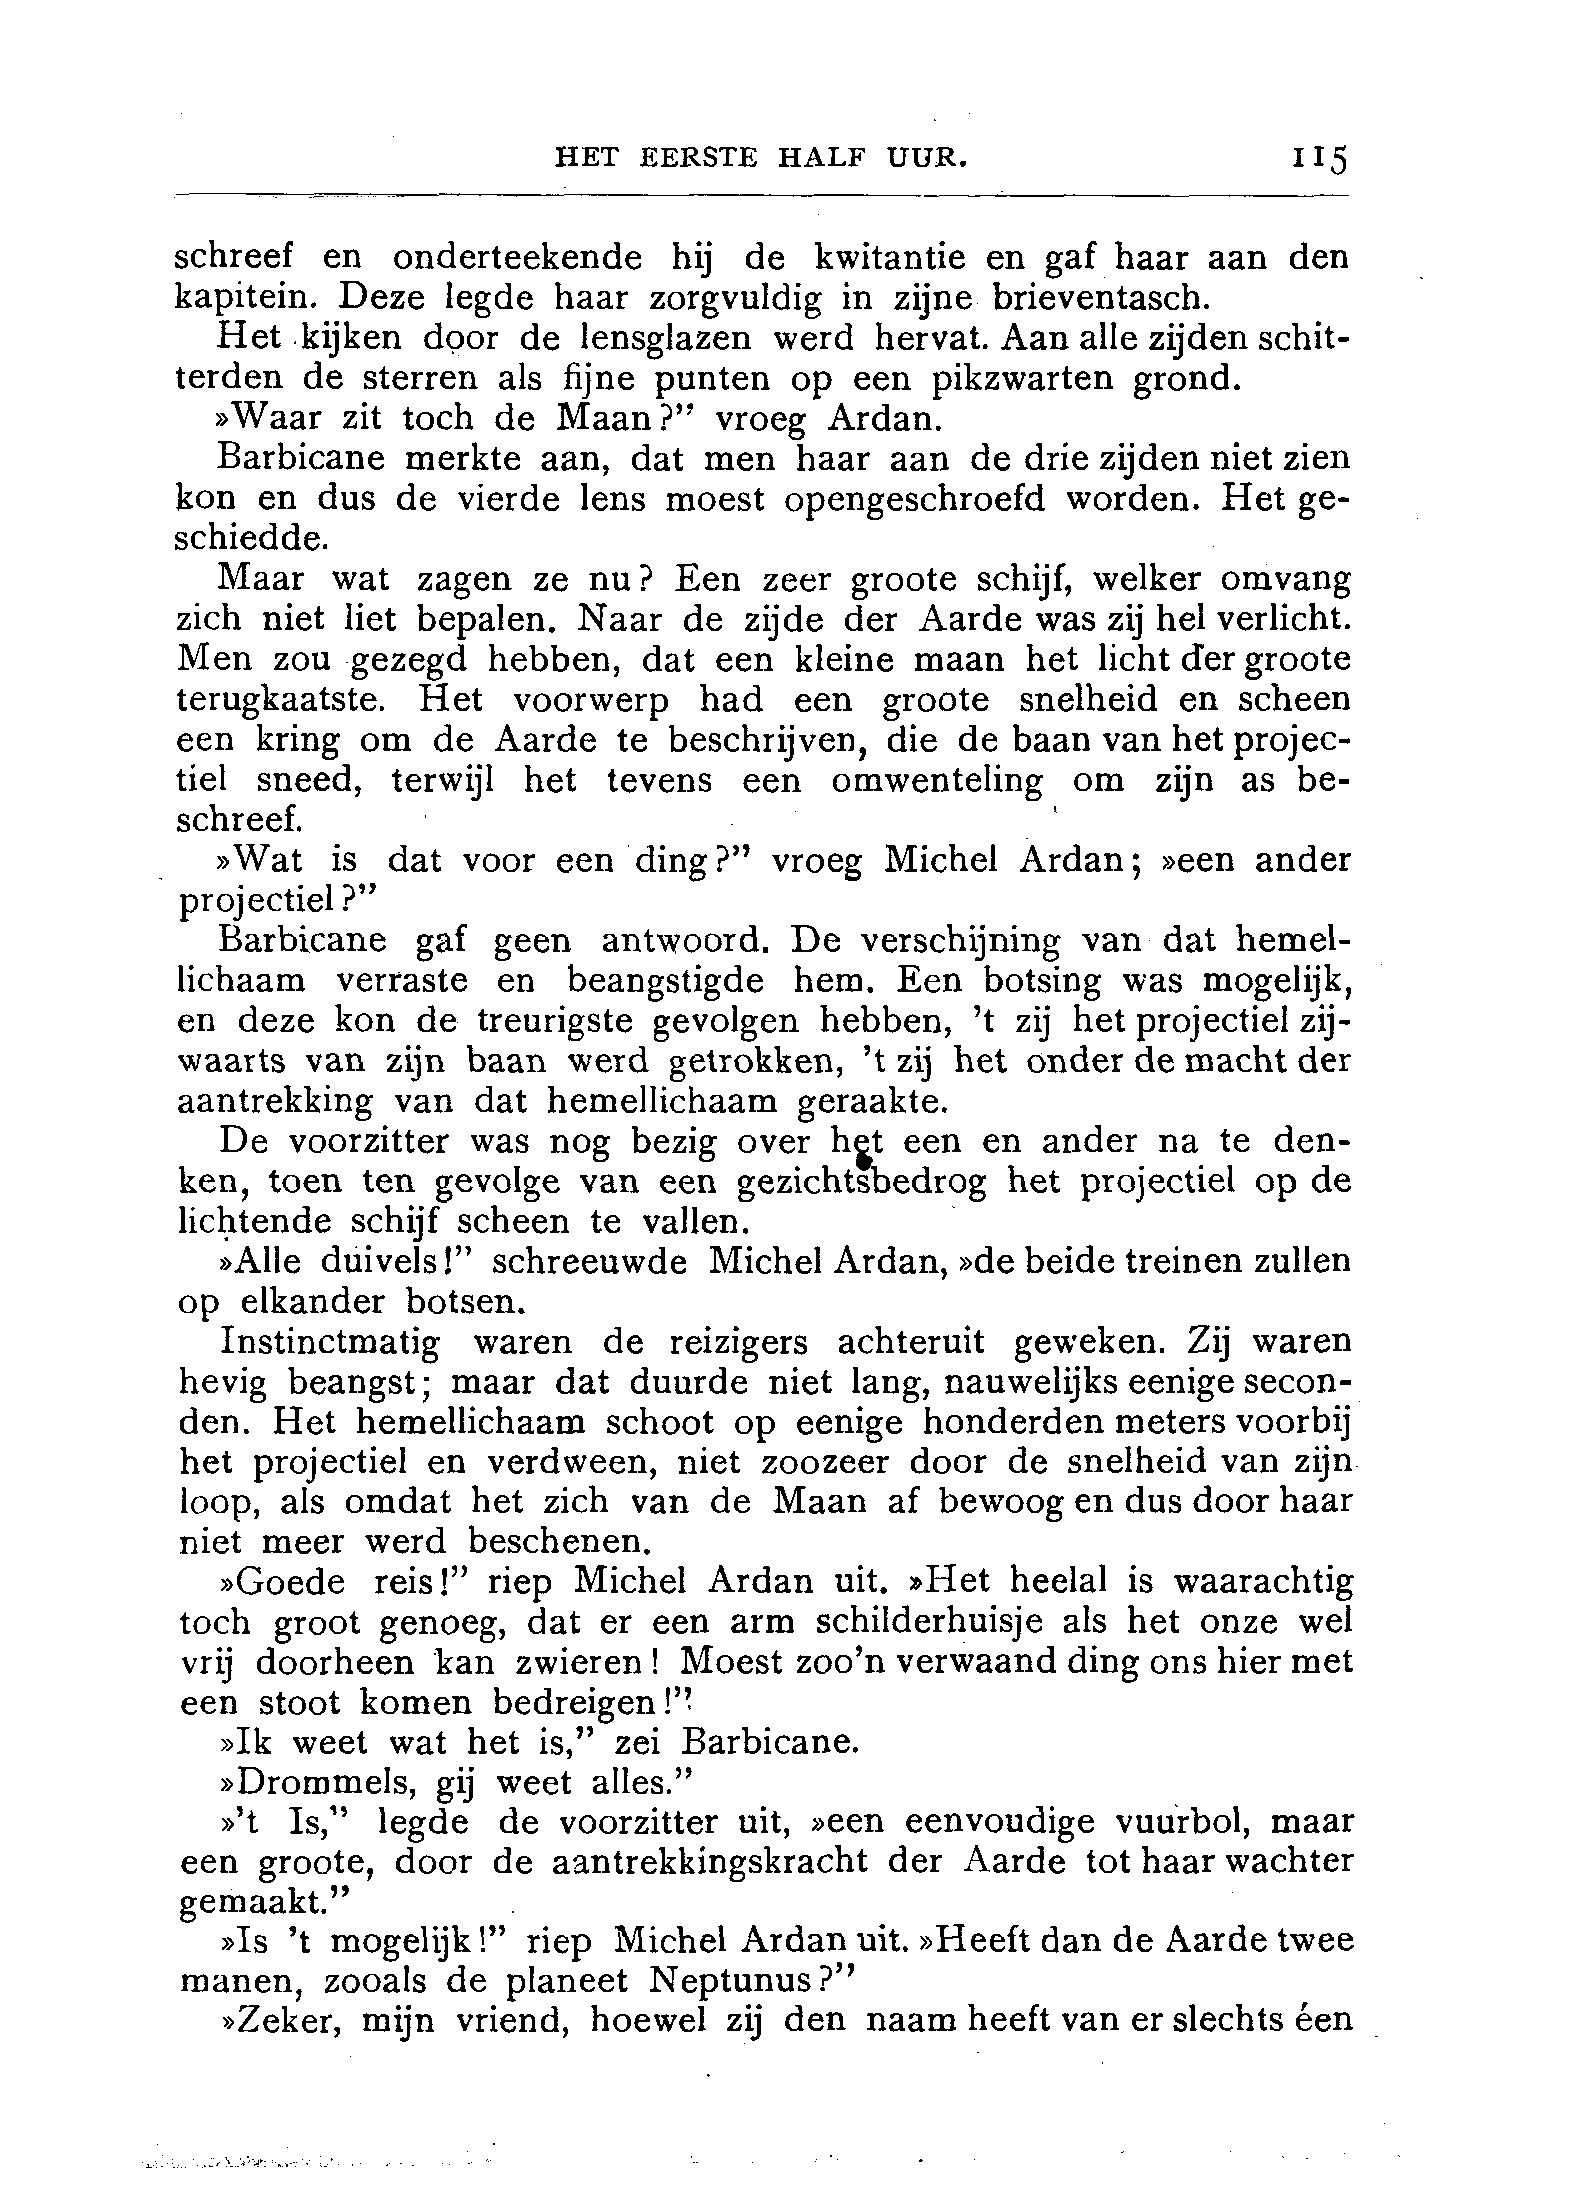 HET EERSTE HALF UUR. 115
schreef en onderteekende hij de kwitantie en gaf haar aan den
kapitein. Deze legde haar zorgvuldig in zijne brieventasch.
Het kijken door de lensglazen werd hervat. Aan alle zijden schit-
terden de sterren als fijne punten op een pikzwarten grond.
»Waar zit toch de Maan?” vroeg Ardan.
Barbicane merkte aan, dat men haar aan de drie zijden niet zien
kon en dus de vierde lens moest opengeschroefd worden. Het ge-
schiedde.
Maar wat zagen ze nu? Een zeer groote schijf, welker omvang
zich niet liet bepalen. Naar de zijde der Aarde was zij hel verlicht.
Men zou gezegd hebben, dat een kleine maan het licht der groote
terugkaatste. Het voorwerp had een groote snelheid en scheen
een kring om de Aarde te beschrijven, die de baan van het projec-
tiel sneed, terwijl het tevens een omwenteling om zijn as be-
schreef.
»Wat is dat voor een ding?” vroeg Michel Ardan; »een ander
projectiel?”
Barbicane gaf geen antwoord. De verschijning van dat hemel-
lichaam verraste en beangstigde hem. Een botsing was mogelijk,
en deze kon de treurigste gevolgen hebben, ’t zij het projectiel zij-
waarts van zijn baan werd getrokken, ’t zij het onder de macht der
aantrekking van dat hemellichaam geraakte.
De voorzitter was nog bezig over het een en ander na te den-
ken, toen ten gevolge van een gezichtsbedrog het projectiel op de
lichtende schijf scheen te vallen.
»Alle duivels!” schreeuwde Michel Ardan, »de beide treinen zullen
op elkander botsen.
Instinctmatig waren de reizigers achteruit geweken. Zij waren
hevig beangst; maar dat duurde niet lang, nauwelijks eenige secon-
den. Het hemellichaam schoot op eenige honderden meters voorbij
het projectiel en verdween, niet zoozeer door de snelheid van zijn
loop, als omdat het zich van de Maan af bewoog en dus door haar
niet meer werd beschenen.
»Goede reis!” riep Michel Ardan uit. »Het heelal is waarachtig
toch groot genoeg, dat er een arm schilderhuisje als het onze wel
vrij doorheen kan zwieren! Moest zoo’n verwaand ding ons hier met
een stoot komen bedreigen!”
»Ik weet wat het is,” zei Barbicane.
»Drommels, gij weet alles.”
»’t Is,” legde de voorzitter uit, »een eenvoudige vuurbol, maar
een groote, door de aantrekkingskracht der Aarde tot haar wachter
gemaakt.”
»Is ’t mogelijk!” riep Michel Ardan uit. »Heeft dan de Aarde twee
manen, zooals de planeet Neptunus?”
»Zeker, mijn vriend, hoewel zij den naam heeft van er slechts één